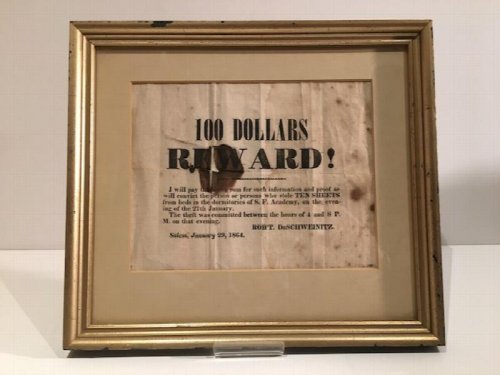 100 DOLLARS
REWARD!
I will pay the above sum for such information and proof as
will convict the person or persons who stole TEN SHEETS
from beds in the dormitories of S. F. Academy, on the even-
ing of the 27th January.
The theft was committed between the hours of 4 and 8 P.
M. on that evening.
ROB'T. DeSCHWEINITZ.
Salem, January 29, 1864.